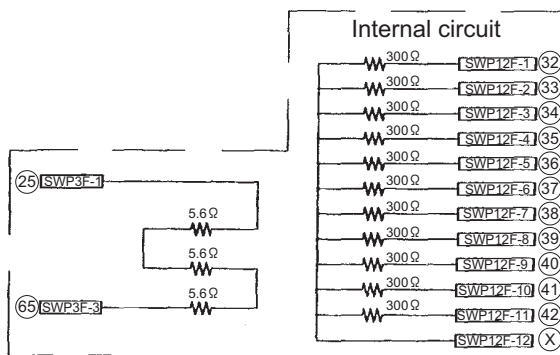 Internal circuit
300Ω SWP12F-1 32
300Ω SWP12F-2 33
300Ω SWP12F-3 34
300Ω SWP12F-4 35
300Ω SWP12F-5 36
300Ω SWP12F-6 37
300Ω SWP12F-7 38
300Ω SWP12F-8 39
300Ω SWP12F-9 40
300Ω SWP12F-10 41
300Ω SWP12F-11 42
SWP12F-12 X
25 SWP3F-1
5.6Ω
5.6Ω
5.6Ω
65 SWP3F-3